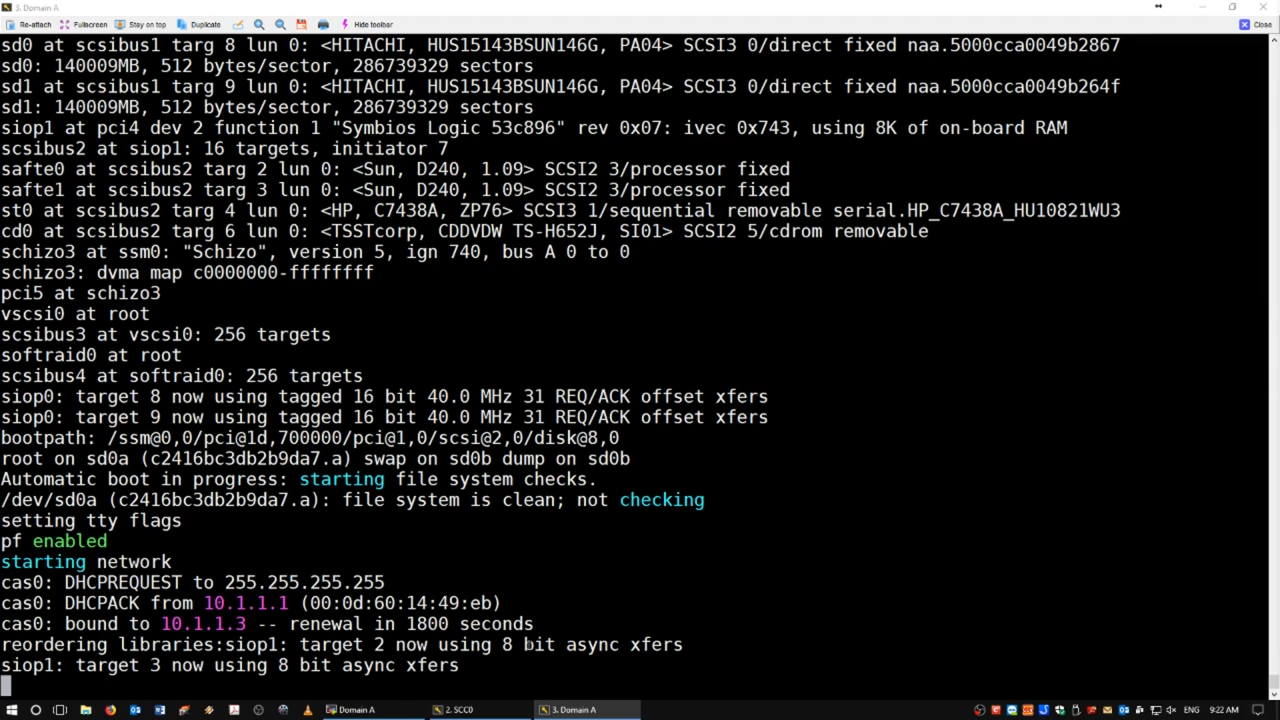 3. Domain A
Re-attach Fullscreen Stay on top Duplicate Hide toolbar Close
sd0 at scsibus1 targ 8 lun 0: <HITACHI, HUS15143BSUN146G, PA04> SCSI3 0/direct fixed naa.5000cca0049b2867
sd0: 140009MB, 512 bytes/sector, 286739329 sectors
sd1 at scsibus1 targ 9 lun 0: <HITACHI, HUS15143BSUN146G, PA04> SCSI3 0/direct fixed naa.5000cca0049b264f
sd1: 140009MB, 512 bytes/sector, 286739329 sectors
siop1 at pci4 dev 2 function 1 "Symbios Logic 53c896" rev 0x07: ivec 0x743, using 8K of on-board RAM
scsibus2 at siop1: 16 targets, initiator 7
safte0 at scsibus2 targ 2 lun 0: <Sun, D240, 1.09> SCSI2 3/processor fixed
safte1 at scsibus2 targ 3 lun 0: <Sun, D240, 1.09> SCSI2 3/processor fixed
st0 at scsibus2 targ 4 lun 0: <HP, C7438A, ZP76> SCSI3 1/sequential removable serial.HP_C7438A_HU10821WU3
cd0 at scsibus2 targ 6 lun 0: <TSSTcorp, CDDVDW TS-H652J, SI01> SCSI2 5/cdrom removable
schizo3 at ssm0: "Schizo", version 5, ign 740, bus A 0 to 0
schizo3: dvma map c0000000-ffffffff
pci5 at schizo3
vscsi0 at root
scsibus3 at vscsi0: 256 targets
softraid0 at root
scsibus4 at softraid0: 256 targets
siop0: target 8 now using tagged 16 bit 40.0 MHz 31 REQ/ACK offset xfers
siop0: target 9 now using tagged 16 bit 40.0 MHz 31 REQ/ACK offset xfers
bootpath: /ssm@0,0/pci@1d,700000/pci@1,0/scsi@2,0/disk@8,0
root on sd0a (c2416bc3db2b9da7.a) swap on sd0b dump on sd0b
Automatic boot in progress: starting file system checks.
/dev/sd0a (c2416bc3db2b9da7.a): file system is clean; not checking
setting tty flags
pf enabled
starting network
cas0: DHCPREQUEST to 255.255.255.255
cas0: DHCPACK from 10.1.1.1 (00:0d:60:14:49:eb)
cas0: bound to 10.1.1.3 -- renewal in 1800 seconds
reordering libraries:siop1: target 2 now using 8 bit async xfers
siop1: target 3 now using 8 bit async xfers
Domain A 2. SCC0 3. Domain A ENG 9:22 AM